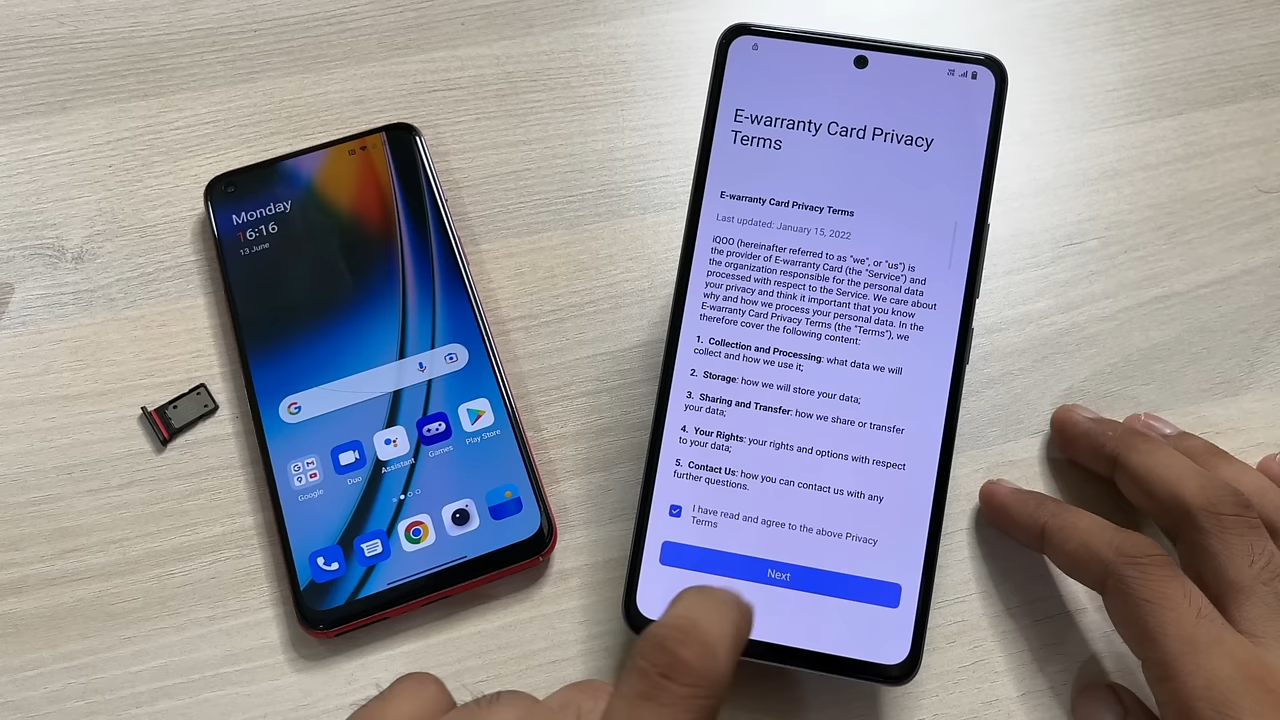 Monday
16:16
13 June
Google
Duo
Assistant
Games
Play Store
E-warranty Card Privacy
Terms
E-warranty Card Privacy Terms
Last updated: January 15, 2022
iQOO (hereinafter referred to as "we", or "us") is
the provider of E-warranty Card (the "Service") and
the organization responsible for the personal data
processed with respect to the Service. We care about
your privacy and think it important that you know
why and how we process your personal data. In the
E-warranty Card Privacy Terms (the "Terms"), we
therefore cover the following content:
1. Collection and Processing: what data we will
collect and how we use it;
2. Storage: how we will store your data;
3. Sharing and Transfer: how we share or transfer
your data;
4. Your Rights: your rights and options with respect
to your data;
5. Contact Us: how you can contact us with any
further questions.
I have read and agree to the above Privacy
Terms
Next